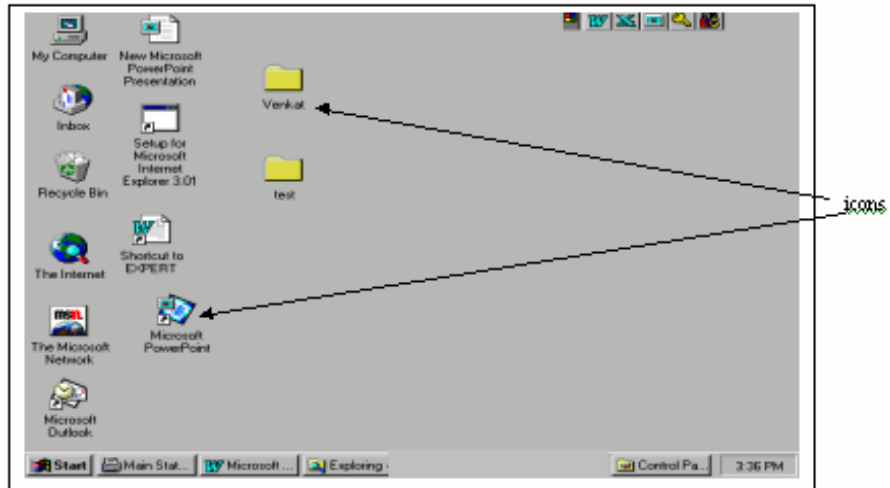 My Computer
New Microsoft
PowerPoint
Presentation
Inbox
Setup for
Microsoft
Internet
Explorer 3.01
Venkat
Recycle Bin
test
icons
The Internet
Shortcut to
EXPERT
msn.
The Microsoft
Network
Microsoft
PowerPoint
Microsoft
Outlook
Start
Main Stat...
Microsoft ...
Exploring -
Control Pa...
3:36 PM